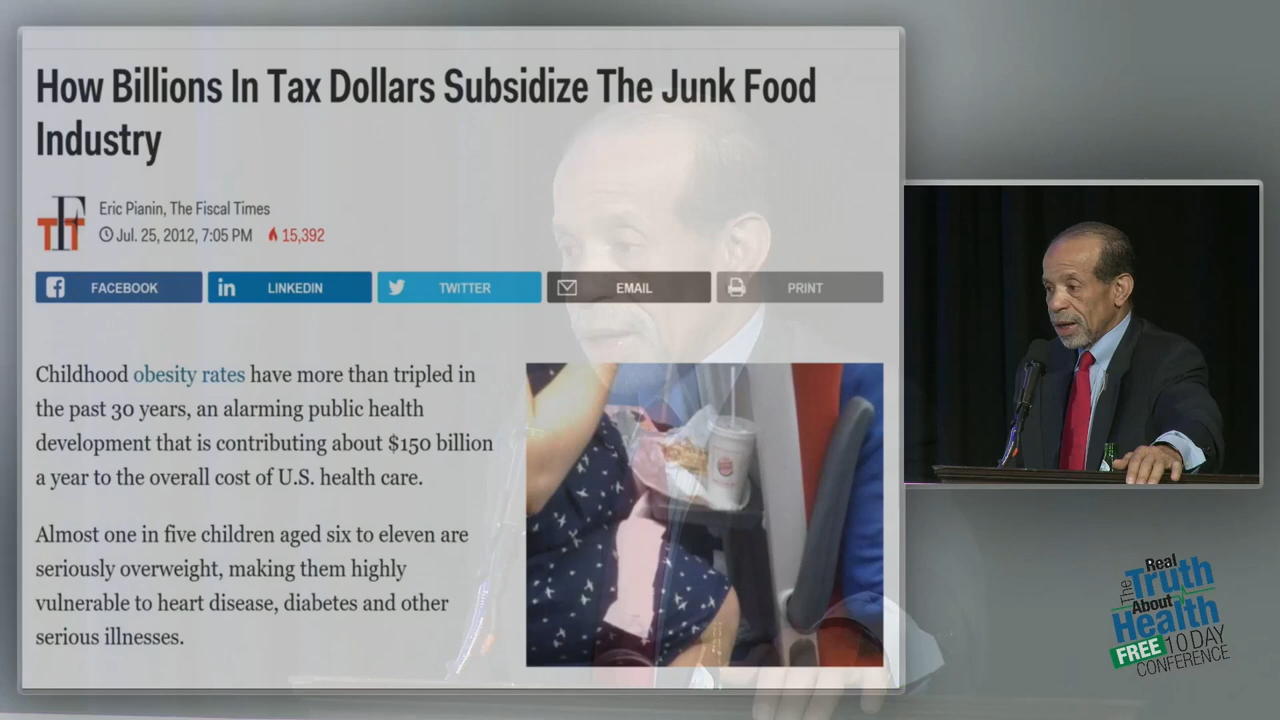 How Billions In Tax Dollars Subsidize The Junk Food
Industry
TFT
Eric Pianin, The Fiscal Times
Jul. 25, 2012, 7:05 PM 15,392
FACEBOOK
LINKEDIN
TWITTER
EMAIL
PRINT
Childhood obesity rates have more than tripled in
the past 30 years, an alarming public health
development that is contributing about $150 billion
a year to the overall cost of U.S. health care.
Almost one in five children aged six to eleven are
seriously overweight, making them highly
vulnerable to heart disease, diabetes and other
serious illnesses.
The Real
Truth
About
Health
FREE 10 DAY
CONFERENCE